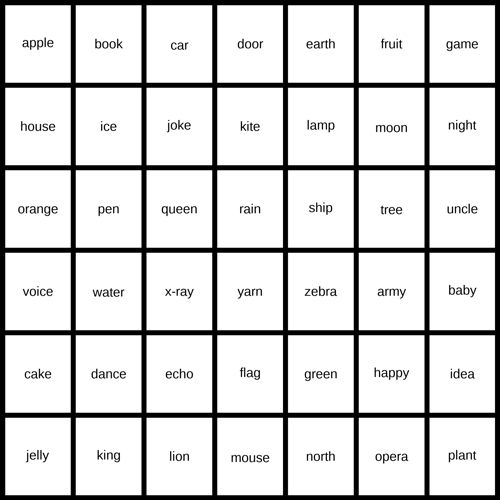 apple book car door earth fruit game
house ice joke kite lamp moon night
orange pen queen rain ship tree uncle
voice water x-ray yarn zebra army baby
cake dance echo flag green happy idea
jelly king lion mouse north opera plant